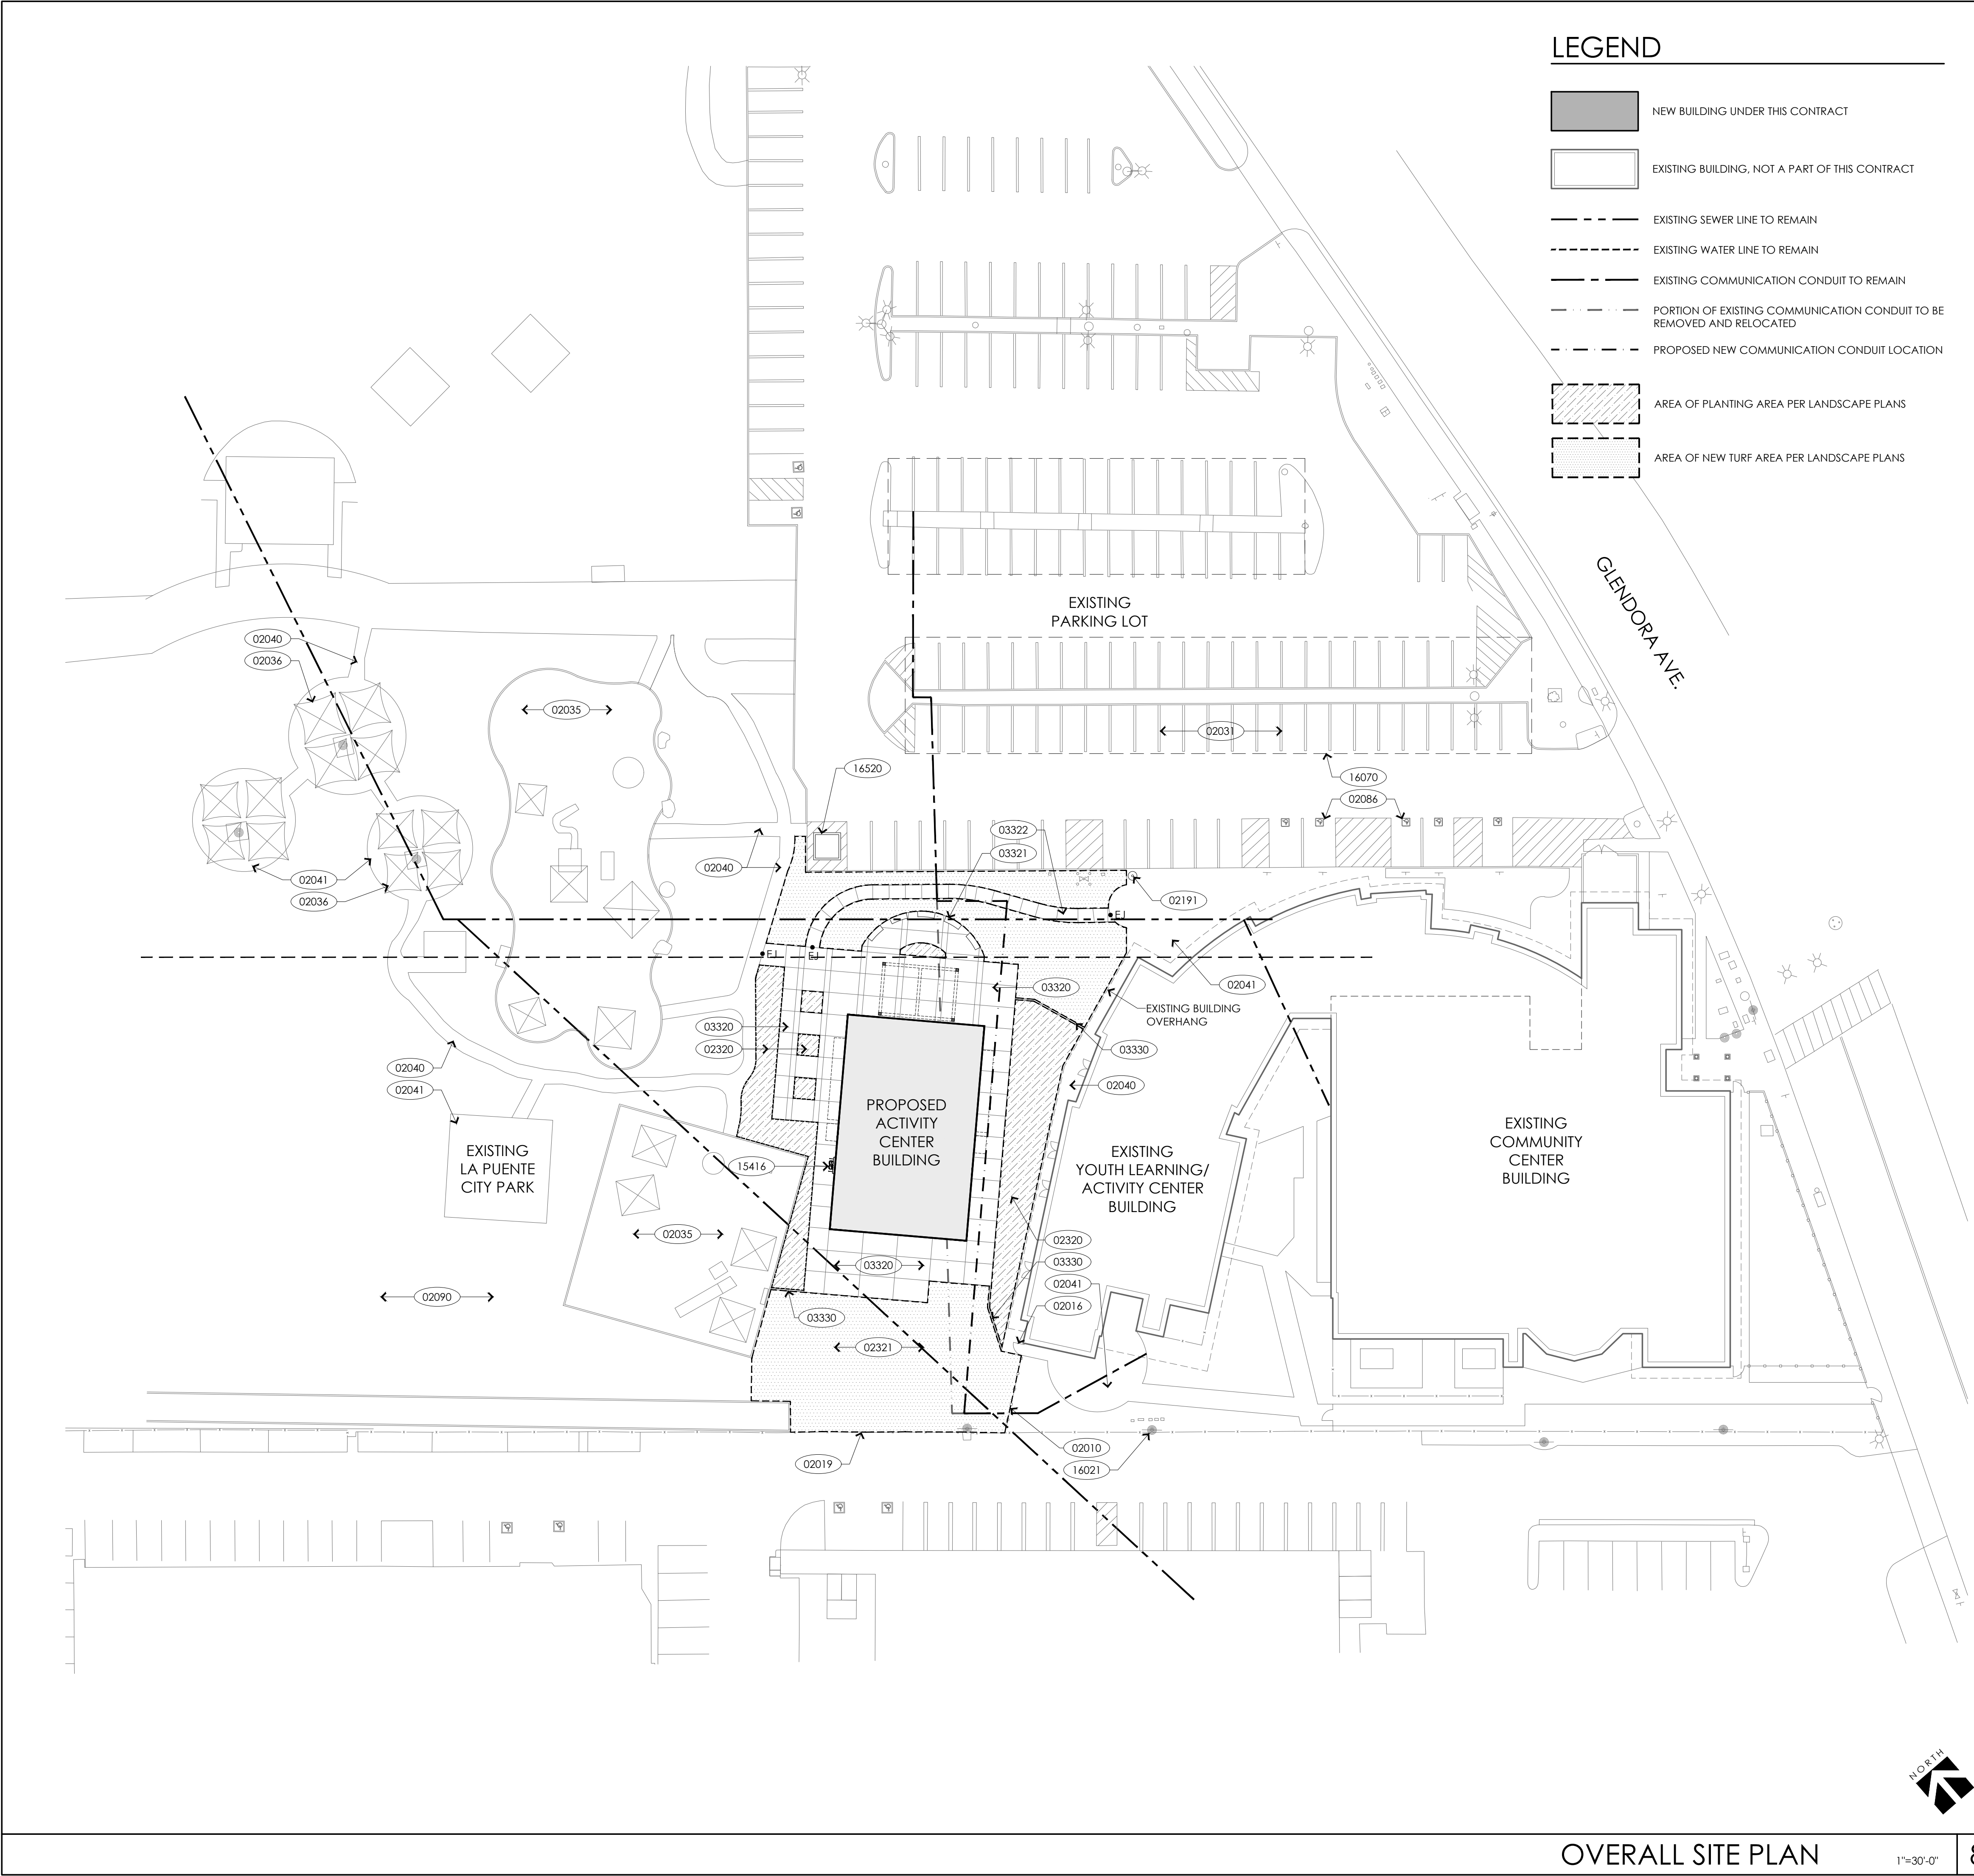 LEGEND
NEW BUILDING UNDER THIS CONTRACT
EXISTING BUILDING, NOT A PART OF THIS CONTRACT
EXISTING SEWER LINE TO REMAIN
EXISTING WATER LINE TO REMAIN
EXISTING COMMUNICATION CONDUIT TO REMAIN
PORTION OF EXISTING COMMUNICATION CONDUIT TO BE
REMOVED AND RELOCATED
PROPOSED NEW COMMUNICATION CONDUIT LOCATION
AREA OF PLANTING AREA PER LANDSCAPE PLANS
AREA OF NEW TURF AREA PER LANDSCAPE PLANS
GLENDORA AVE.
EXISTING
PARKING LOT
02040
02036
02035
02031
16520
16070
02086
03322
03321
02040
02041
02036
02191
EJ
EJ
EJ
02041
03320
EXISTING BUILDING
OVERHANG
03320
02320
03330
02040
02041
02040
PROPOSED
ACTIVITY
CENTER
BUILDING
EXISTING
LA PUENTE
CITY PARK
15416
EXISTING
YOUTH LEARNING/
ACTIVITY CENTER
BUILDING
EXISTING
COMMUNITY
CENTER
BUILDING
02035
02320
03320
03330
02041
02090
02016
03330
02321
02010
02019
16021
NORTH
OVERALL SITE PLAN
1"=30'-0"